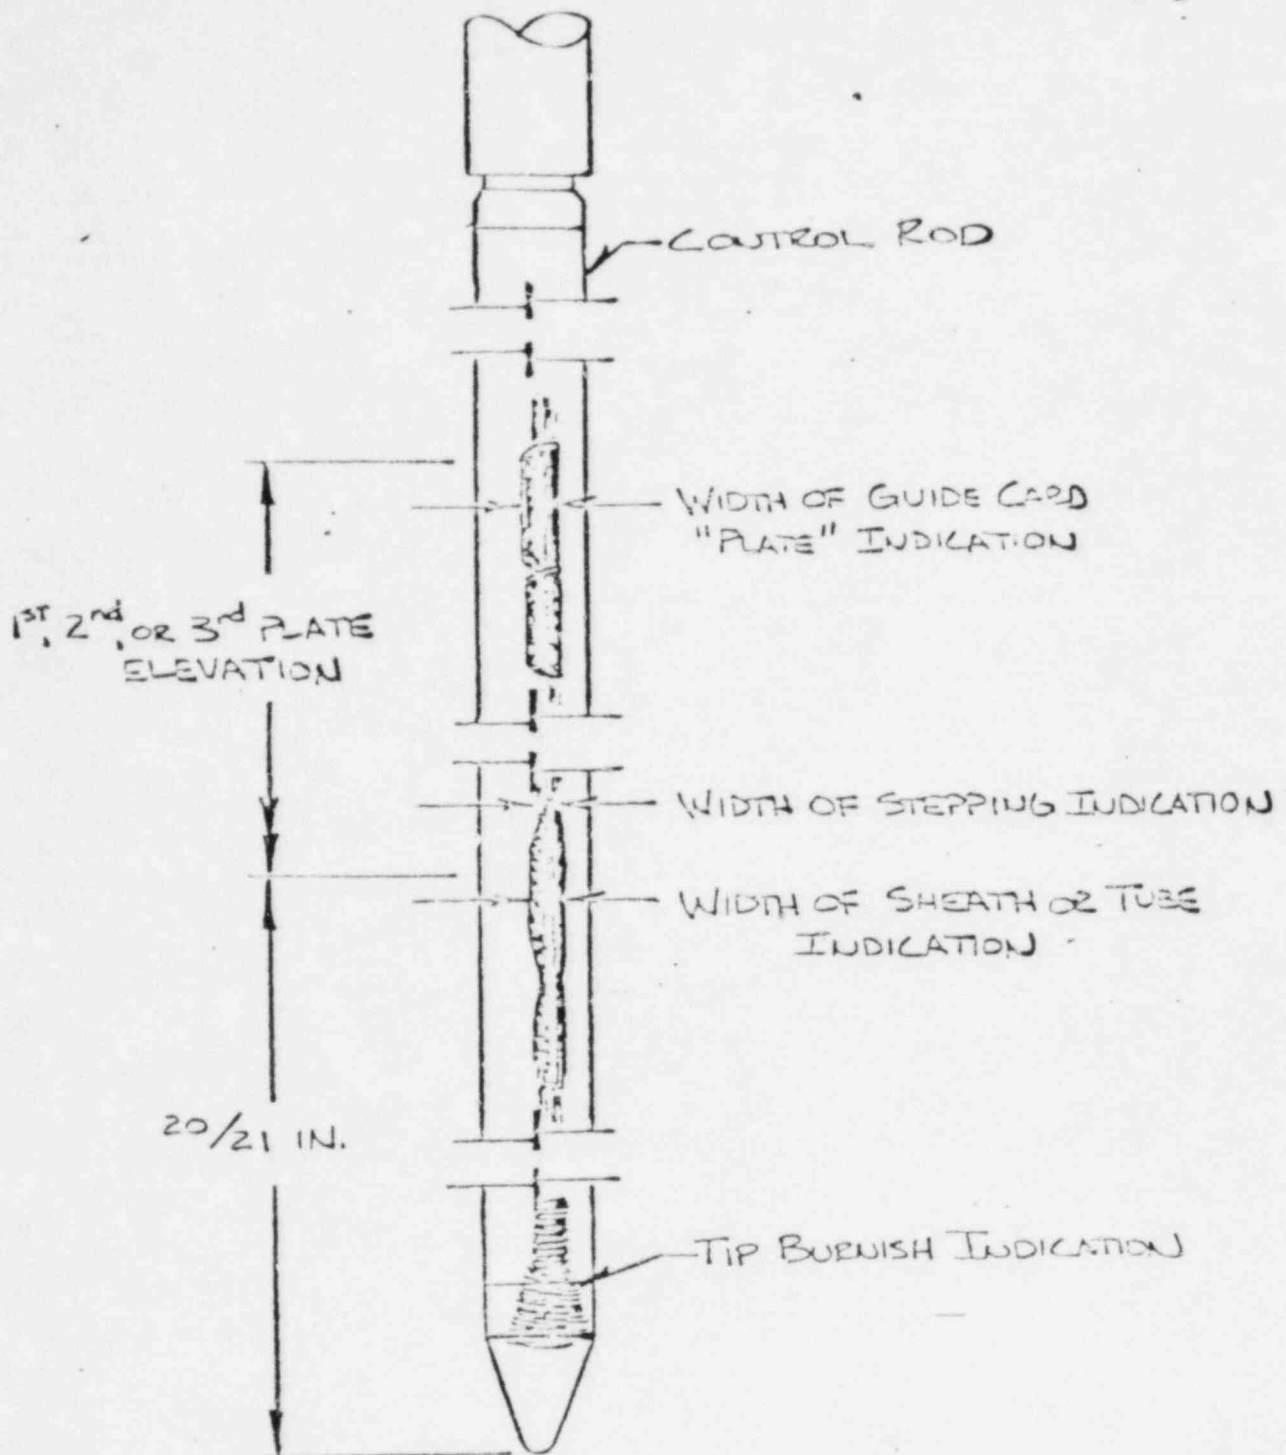 CONTROL ROD
WIDTH OF GUIDE CARD
"PLATE" INDICATION
1ST, 2nd, OR 3rd PLATE
ELEVATION
WIDTH OF STEPPING INDICATION
WIDTH OF SHEATH OR TUBE
INDICATION
20/21 IN.
TIP BURNISH INDICATION